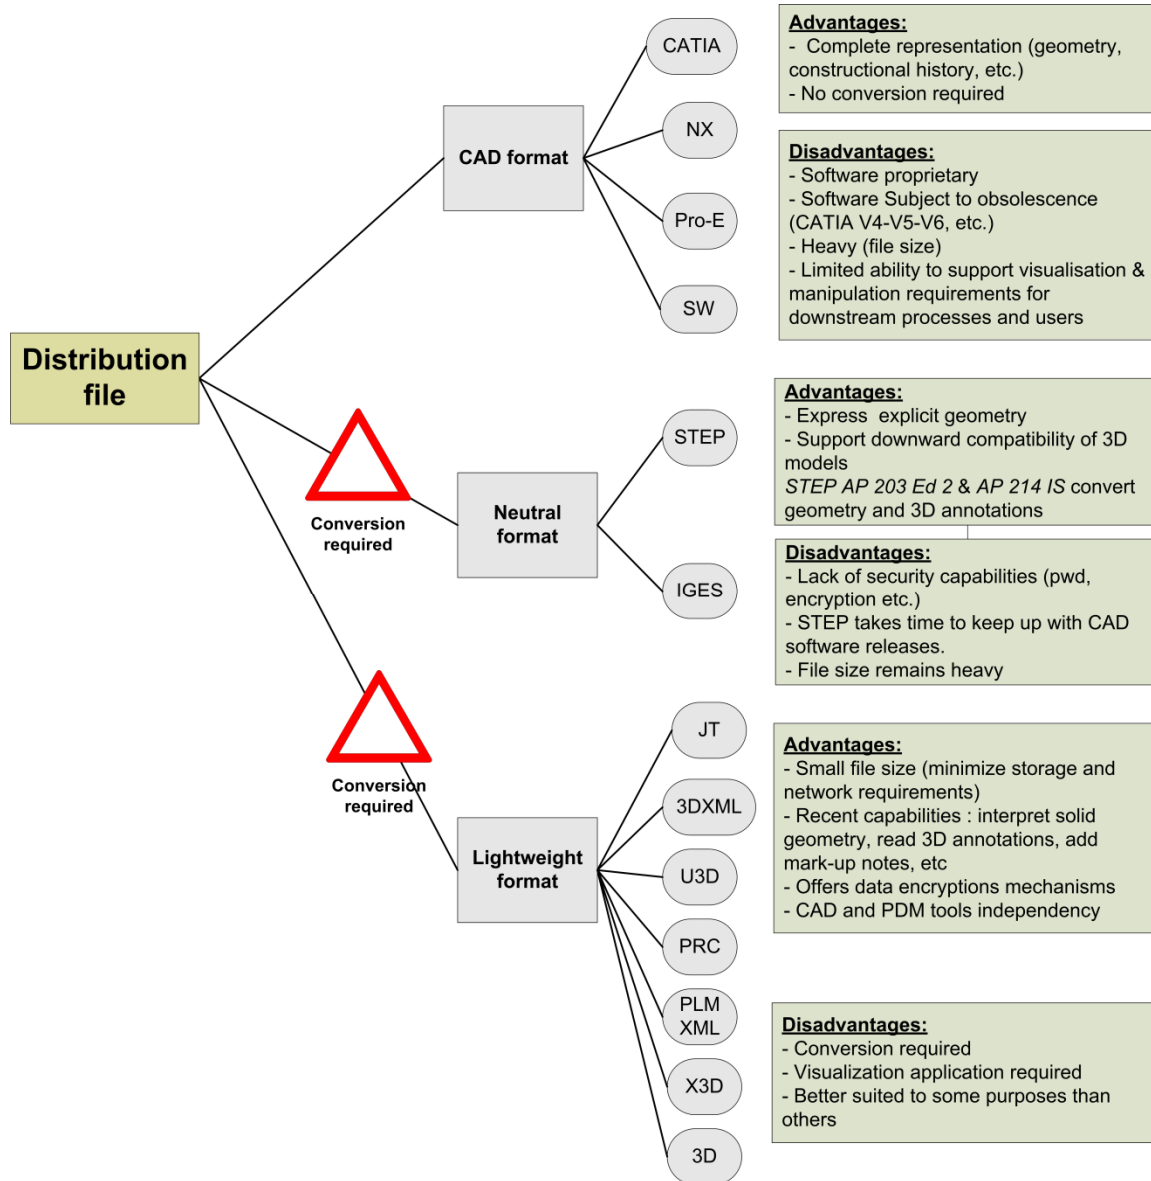 CATIA
Advantages:
-  Complete representation (geometry,
constructional history, etc.)
- No conversion required
CAD format
NX
Disadvantages:
- Software proprietary
- Software Subject to obsolescence
(CATIA V4-V5-V6, etc.)
- Heavy (file size)
- Limited ability to support visualisation &
manipulation requirements for
downstream processes and users
Pro-E
SW
Distribution
file
STEP
Advantages:
- Express  explicit geometry
- Support downward compatibility of 3D
models
STEP AP 203 Ed 2 & AP 214 IS convert
geometry and 3D annotations
Conversion
required
Neutral
format
IGES
Disadvantages:
- Lack of security capabilities (pwd,
encryption etc.)
- STEP takes time to keep up with CAD
software releases.
- File size remains heavy
Conversion
required
Lightweight
format
JT
3DXML
U3D
PRC
PLM
XML
X3D
3D
Advantages:
- Small file size (minimize storage and
network requirements)
- Recent capabilities : interpret solid
geometry, read 3D annotations, add
mark-up notes, etc
- Offers data encryptions mechanisms
- CAD and PDM tools independency
Disadvantages:
- Conversion required
- Visualization application required
- Better suited to some purposes than
others